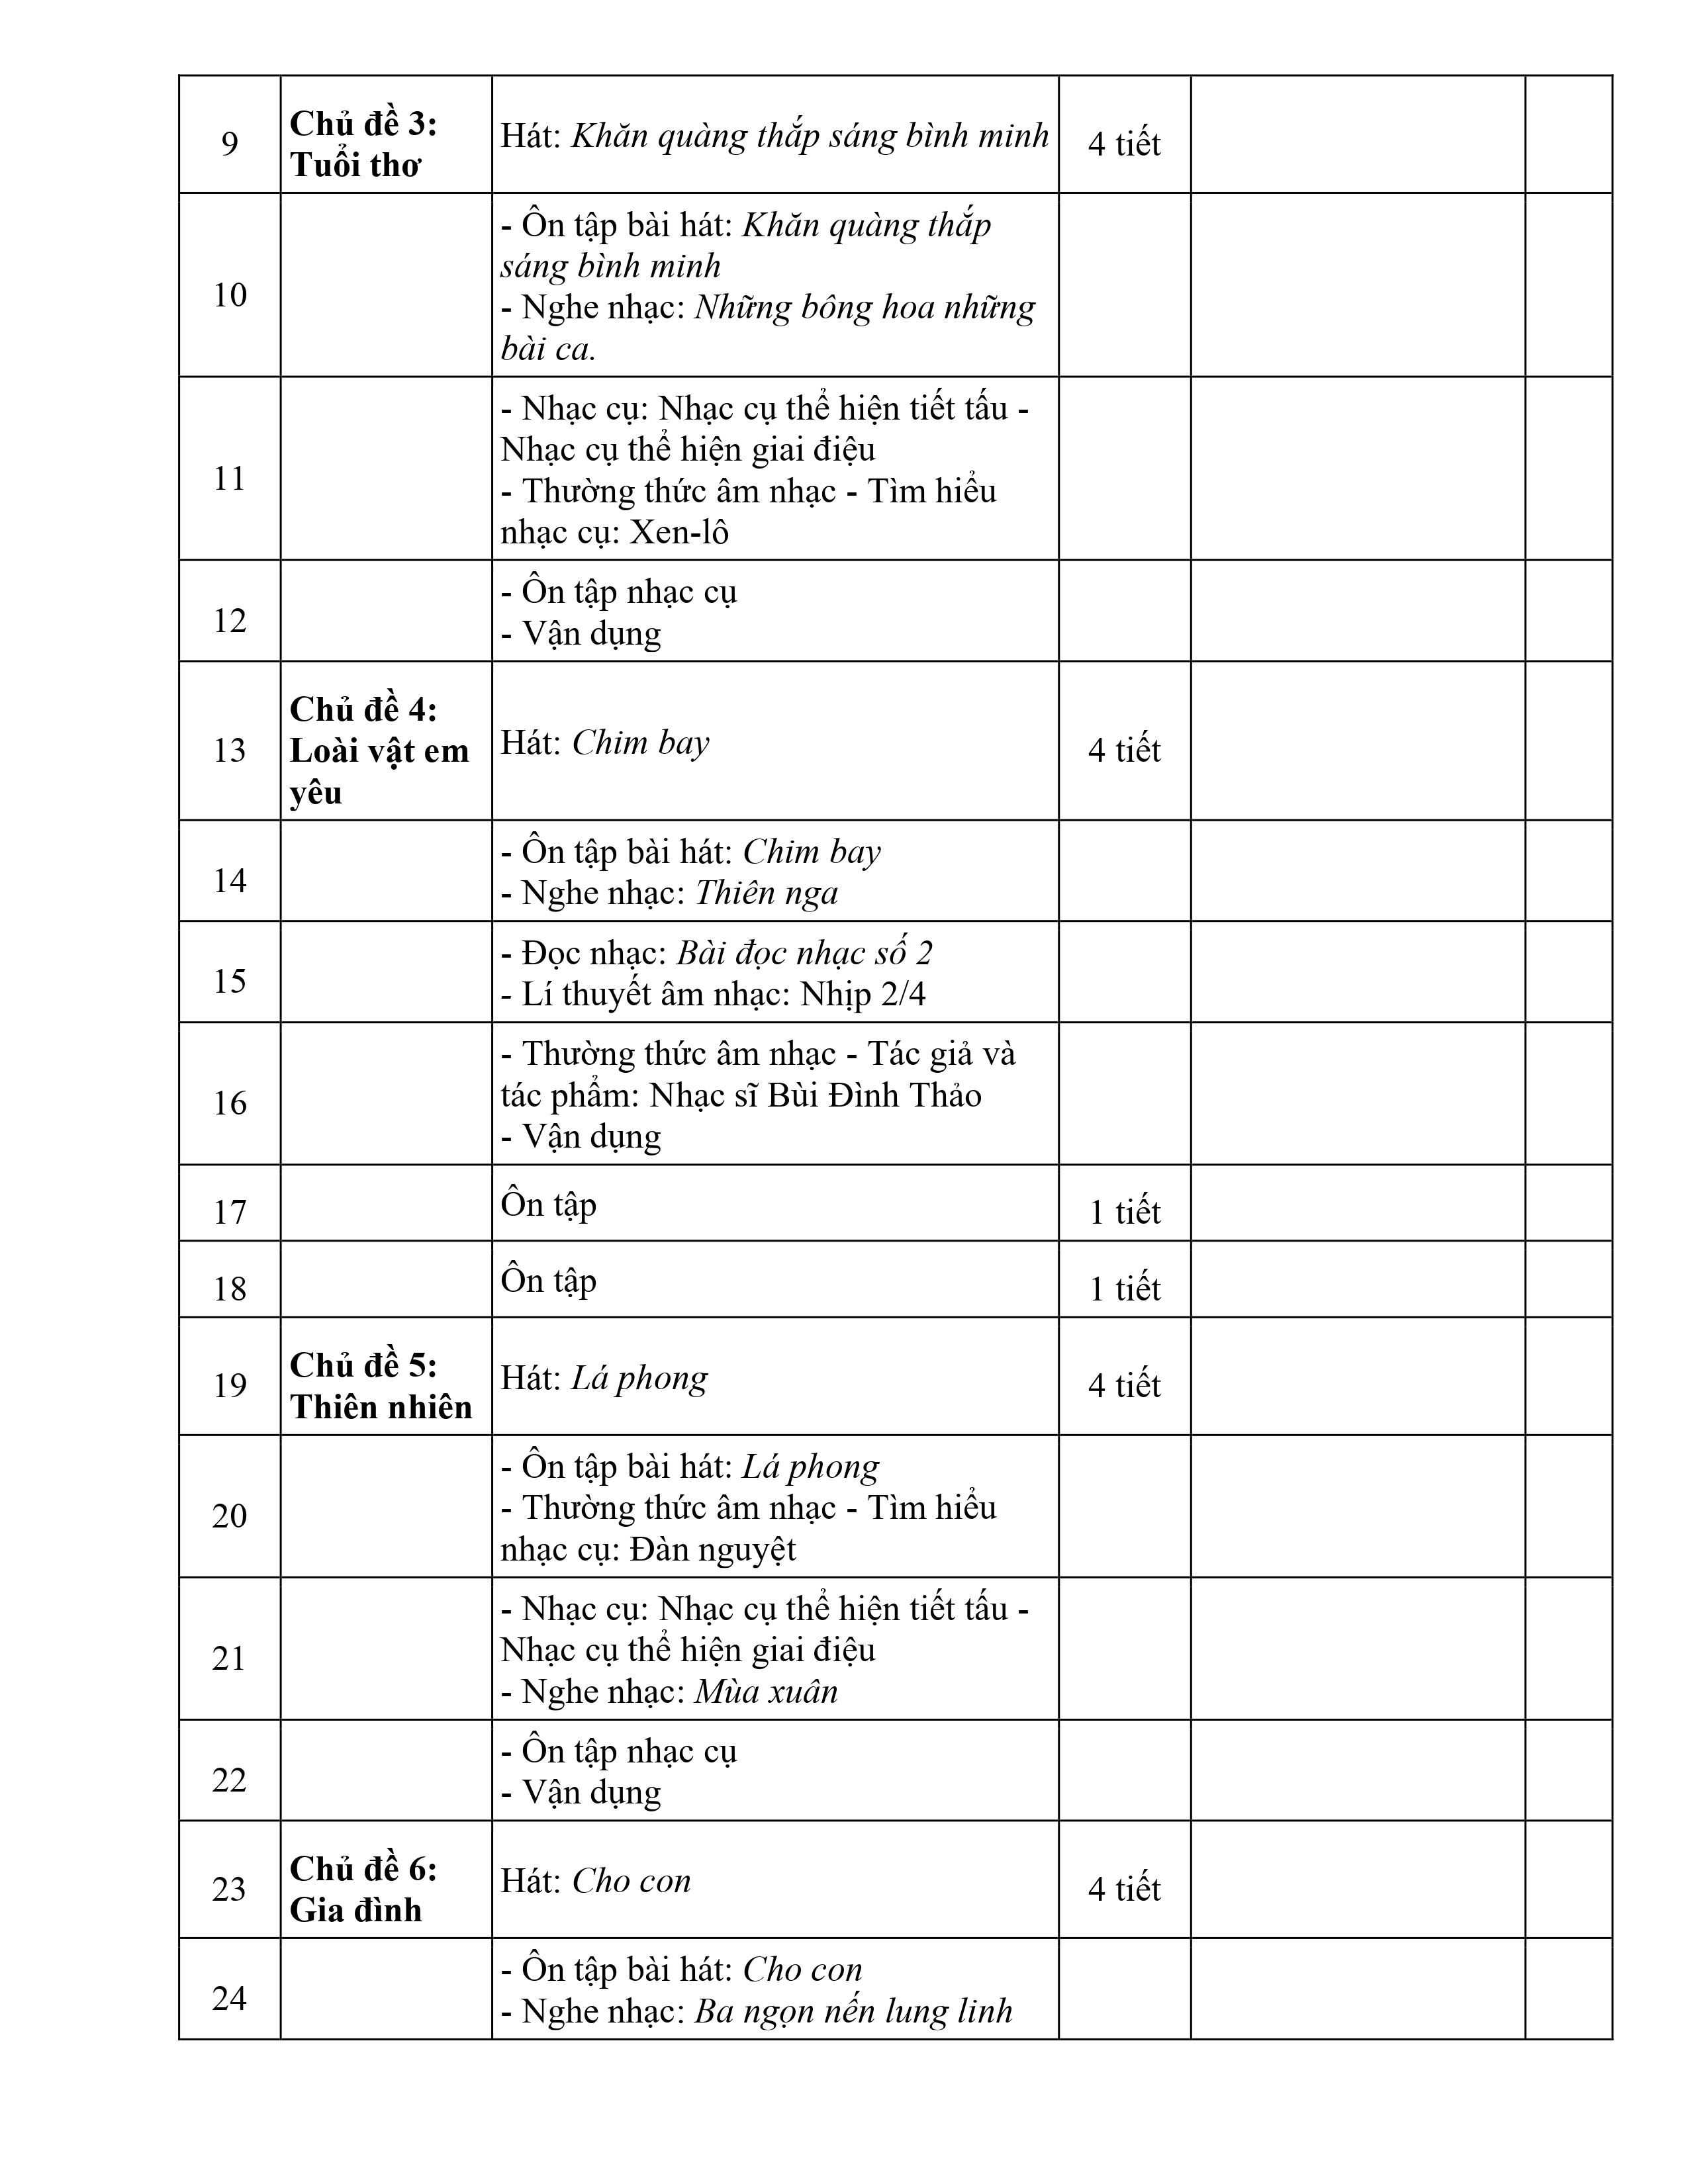 9
Chủ đề 3:
Tuổi thơ
Hát: Khăn quàng thắp sáng bình minh
4 tiết
10
- Ôn tập bài hát: Khăn quàng thắp
sáng bình minh
- Nghe nhạc: Những bông hoa những
bài ca.
11
- Nhạc cụ: Nhạc cụ thể hiện tiết tấu -
Nhạc cụ thể hiện giai điệu
- Thường thức âm nhạc - Tìm hiểu
nhạc cụ: Xen-lô
12
- Ôn tập nhạc cụ
- Vận dụng
13
Chủ đề 4:
Loài vật em
yêu
Hát: Chim bay
4 tiết
14
- Ôn tập bài hát: Chim bay
- Nghe nhạc: Thiên nga
15
- Đọc nhạc: Bài đọc nhạc số 2
- Lí thuyết âm nhạc: Nhịp 2/4
16
- Thường thức âm nhạc - Tác giả và
tác phẩm: Nhạc sĩ Bùi Đình Thảo
- Vận dụng
17
Ôn tập
1 tiết
18
Ôn tập
1 tiết
19
Chủ đề 5:
Thiên nhiên
Hát: Lá phong
4 tiết
20
- Ôn tập bài hát: Lá phong
- Thường thức âm nhạc - Tìm hiểu
nhạc cụ: Đàn nguyệt
21
- Nhạc cụ: Nhạc cụ thể hiện tiết tấu -
Nhạc cụ thể hiện giai điệu
- Nghe nhạc: Mùa xuân
22
- Ôn tập nhạc cụ
- Vận dụng
23
Chủ đề 6:
Gia đình
Hát: Cho con
4 tiết
24
- Ôn tập bài hát: Cho con
- Nghe nhạc: Ba ngọn nến lung linh